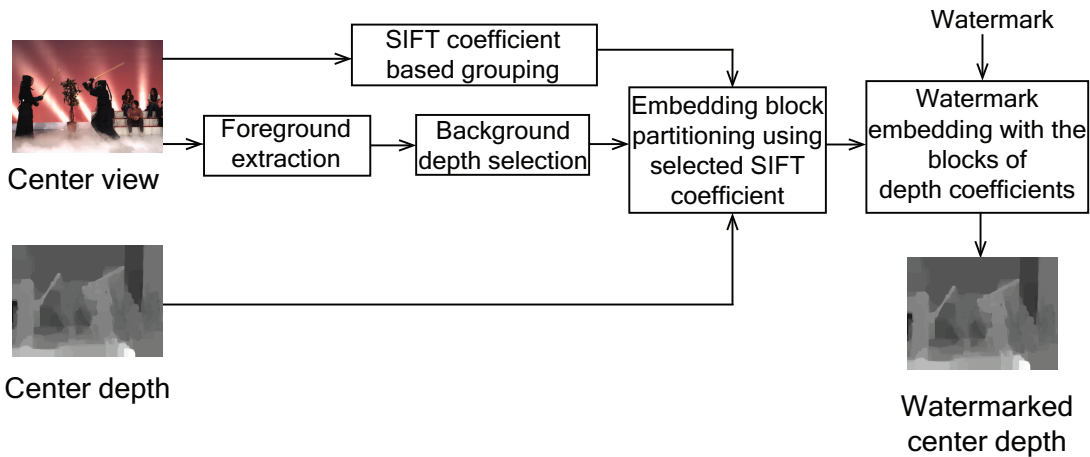 Watermark
SIFT coefficient
based grouping
Center view
Foreground
extraction
Background
depth selection
Embedding block
partitioning using
selected SIFT
coefficient
Watermark
embedding with the
blocks of
depth coefficients
Center depth
Watermarked
center depth